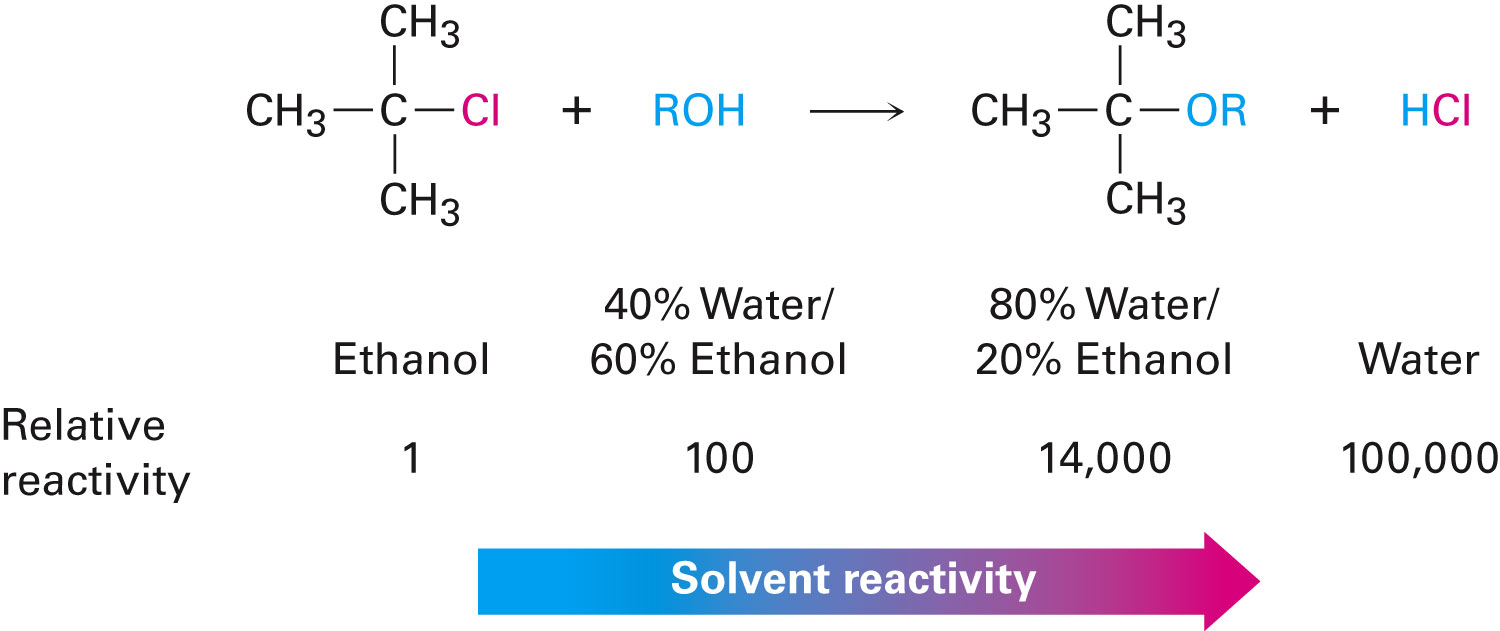 CH3 CH3
CH3—C—Cl + ROH ⟶ CH3—C—OR + HCl
CH3 CH3
40% Water/ 80% Water/
Ethanol 60% Ethanol 20% Ethanol Water
Relative
reactivity 1 100 14,000 100,000
Solvent reactivity